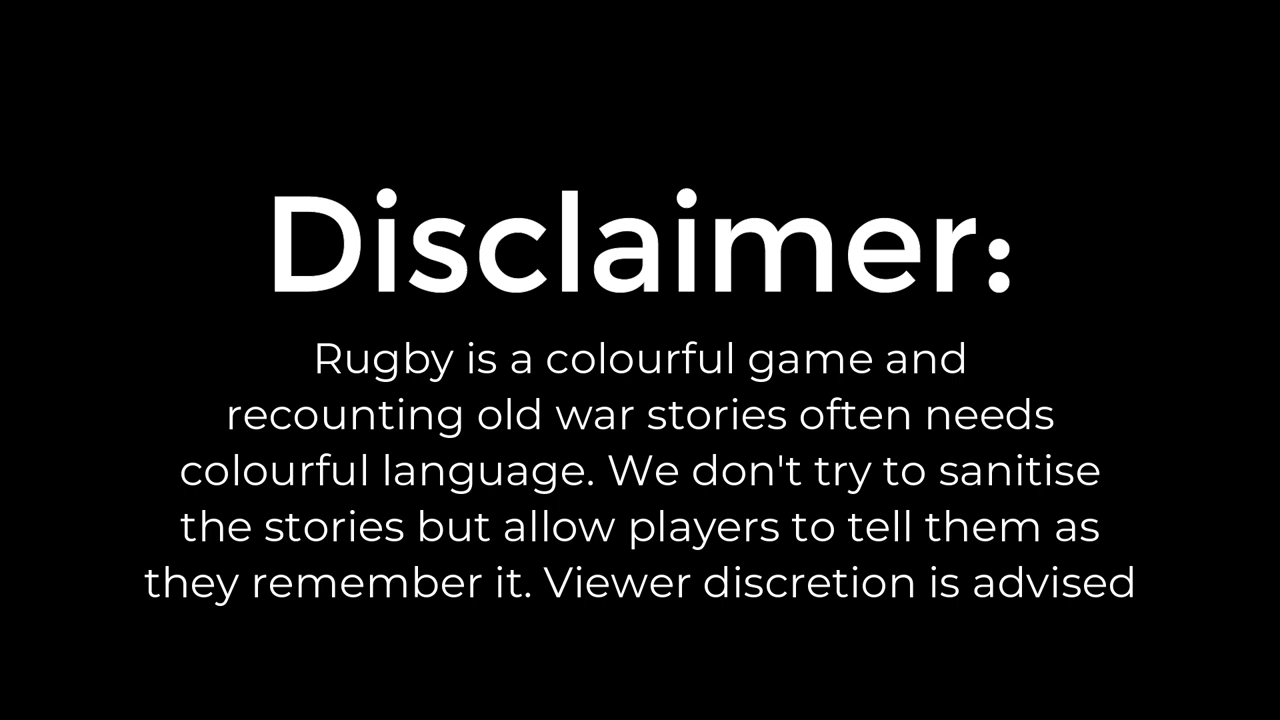 Disclaimer:
Rugby is a colourful game and
recounting old war stories often needs
colourful language. We don't try to sanitise
the stories but allow players to tell them as
they remember it. Viewer discretion is advised